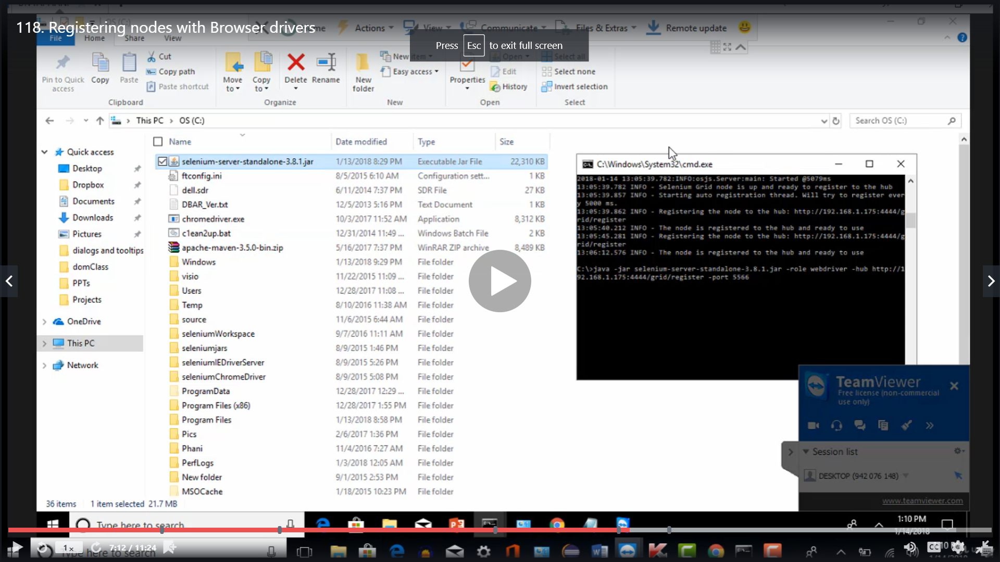 118. Registering nodes with Browser drivers
Actions
View
Communicate
Files & Extras
Remote update
File
Home
Share
View
Press Esc to exit full screen
Pin to Quick access
Copy
Paste
Cut
Copy path
Paste shortcut
Clipboard
Move to
Copy to
Delete
Rename
Organize
New folder
New item
Easy access
New
Properties
Open
Edit
History
Open
Select all
Select none
Invert selection
Select
This PC
OS (C:)
Search OS (C:)
Name
Date modified
Type
Size
Quick access
Desktop
Dropbox
Documents
Downloads
Pictures
dialogs and tooltips
domClass
PPTs
Projects
OneDrive
This PC
Network
selenium-server-standalone-3.8.1.jar 1/13/2018 8:29 PM Executable Jar File 22,310 KB
ftconfig.ini 8/5/2015 6:10 AM Configuration sett... 1 KB
dell.sdr 6/11/2014 7:37 PM SDR File 27 KB
DBAR_Ver.txt 12/5/2013 5:16 PM Text Document 1 KB
chromedriver.exe 10/3/2017 11:52 AM Application 8,312 KB
c1ean2up.bat 12/31/2014 11:49 ... Windows Batch File 2 KB
apache-maven-3.5.0-bin.zip 5/16/2017 7:37 PM WinRAR ZIP archive 8,489 KB
Windows 1/13/2018 9:29 PM File folder
visio 11/22/2015 11:09 ... File folder
Users 12/28/2017 11:08 ... File folder
Temp 8/10/2016 11:38 AM File folder
source 11/6/2015 6:44 AM File folder
seleniumWorkspace 9/7/2016 11:11 AM File folder
seleniumjars 8/9/2015 1:46 PM File folder
seleniumIEDriverServer 8/9/2015 5:26 PM File folder
seleniumChromeDriver 8/9/2015 5:08 PM File folder
ProgramData 12/28/2017 12:29 ... File folder
Program Files (x86) 12/28/2017 1:55 PM File folder
Program Files 1/13/2018 8:58 PM File folder
Pics 2/6/2017 1:36 PM File folder
Phani 11/4/2016 7:27 AM File folder
PerfLogs 1/3/2018 12:05 AM File folder
New folder 9/1/2015 2:53 PM File folder
MSOCache 1/18/2015 10:23 PM File folder
36 items 1 item selected 21.7 MB
C:\Windows\System32\cmd.exe
2018-01-14 13:05:39.782:INFO:osjs.Server:main: Started @5079ms
13:05:39.782 INFO - Selenium Grid node is up and ready to register to the hub
13:05:39.857 INFO - Starting auto registration thread. Will try to register ever
y 5000 ms.
13:05:39.862 INFO - Registering the node to the hub: http://192.168.1.175:4444/g
rid/register
13:05:40.212 INFO - The node is registered to the hub and ready to use
13:05:45.281 INFO - Registering the node to the hub: http://192.168.1.175:4444/g
rid/register
13:06:12.576 INFO - The node is registered to the hub and ready to use
C:\>java -jar selenium-server-standalone-3.8.1.jar -role webdriver -hub http://1
92.168.1.175:4444/grid/register -port 5566
TeamViewer
Free license (non-commercial
use only)
Session list
DESKTOP (942 076 148)
www.teamviewer.com
Type here to search
1:10 PM
1/14/2018
1x
7:12 / 11:24
Type here to search
CC